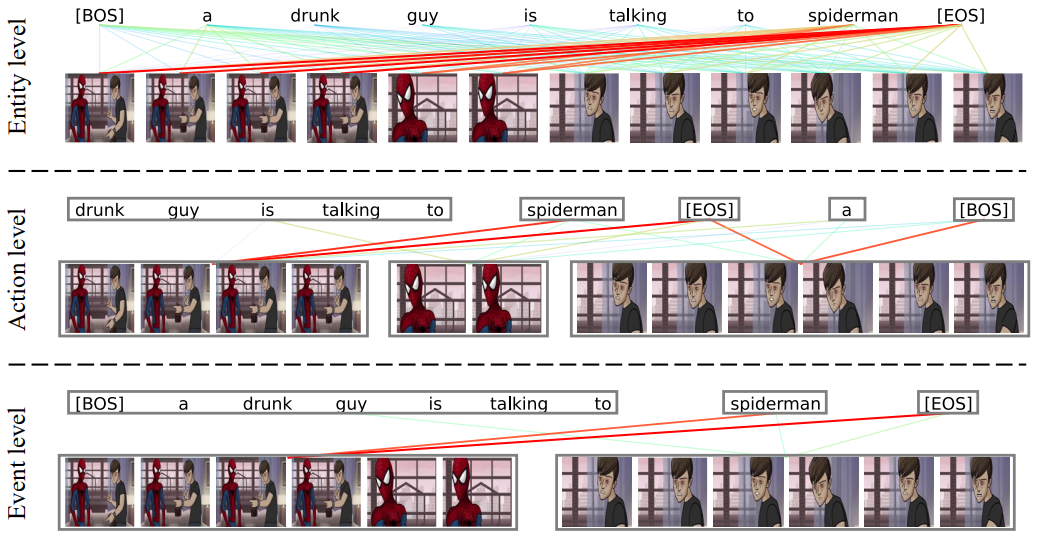 Entity level
[BOS] a drunk guy is talking to spiderman [EOS]
Action level
drunk guy is talking to spiderman [EOS] a [BOS]
Event level
[BOS] a drunk guy is talking to spiderman [EOS]